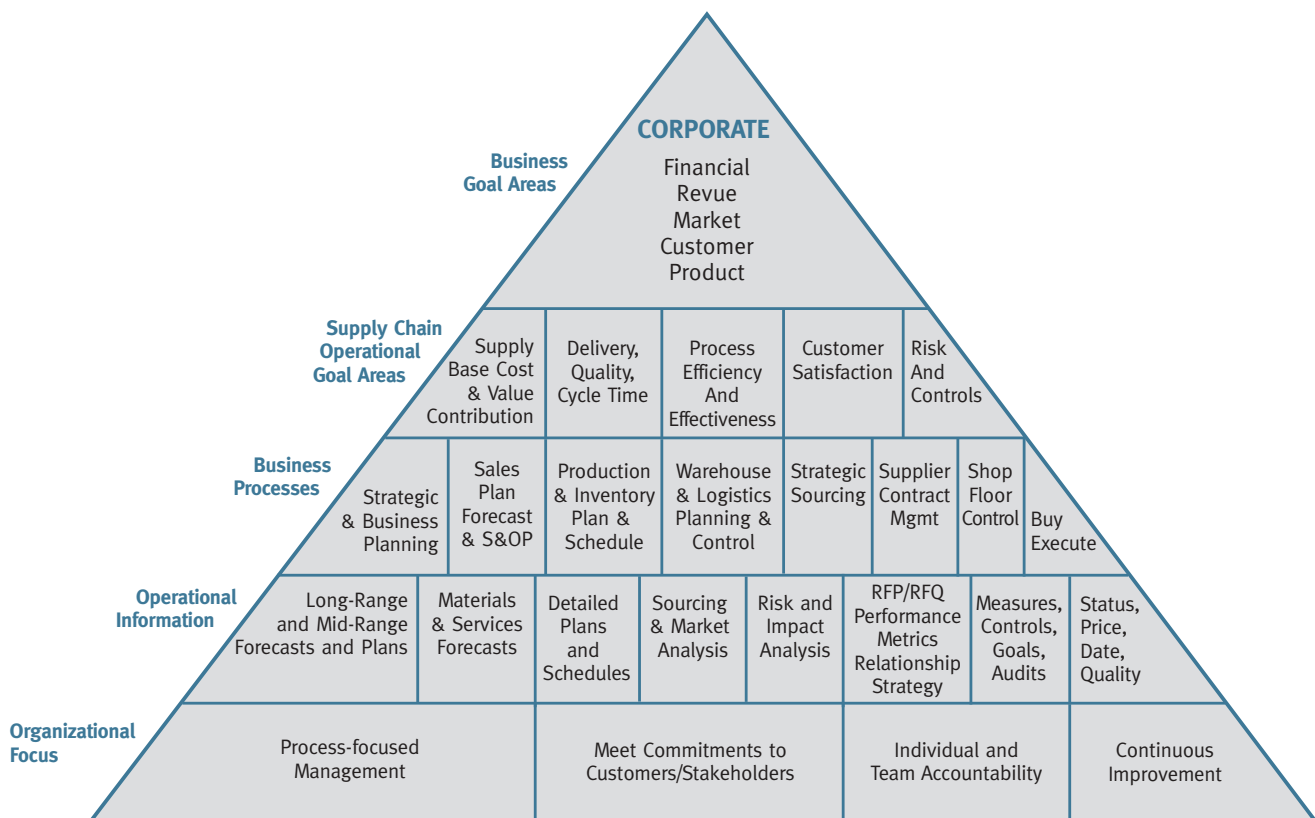 CORPORATE
Business
Goal Areas
Financial
Revue
Market
Customer
Product
Supply Chain
Operational
Goal Areas
Supply
Base Cost
& Value
Contribution
Delivery,
Quality,
Cycle Time
Process
Efficiency
And
Effectiveness
Customer
Satisfaction
Risk
And
Controls
Business
Processes
Strategic
& Business
Planning
Sales
Plan
Forecast
& S&OP
Production
& Inventory
Plan &
Schedule
Warehouse
& Logistics
Planning &
Control
Strategic
Sourcing
Supplier
Contract
Mgmt
Shop
Floor
Control
Buy
Execute
Operational
Information
Long-Range
and Mid-Range
Forecasts and Plans
Materials
& Services
Forecasts
Detailed
Plans
and
Schedules
Sourcing
& Market
Analysis
Risk and
Impact
Analysis
RFP/RFQ
Performance
Metrics
Relationship
Strategy
Measures,
Controls,
Goals,
Audits
Status,
Price,
Date,
Quality
Organizational
Focus
Process-focused
Management
Meet Commitments to
Customers/Stakeholders
Individual and
Team Accountability
Continuous
Improvement